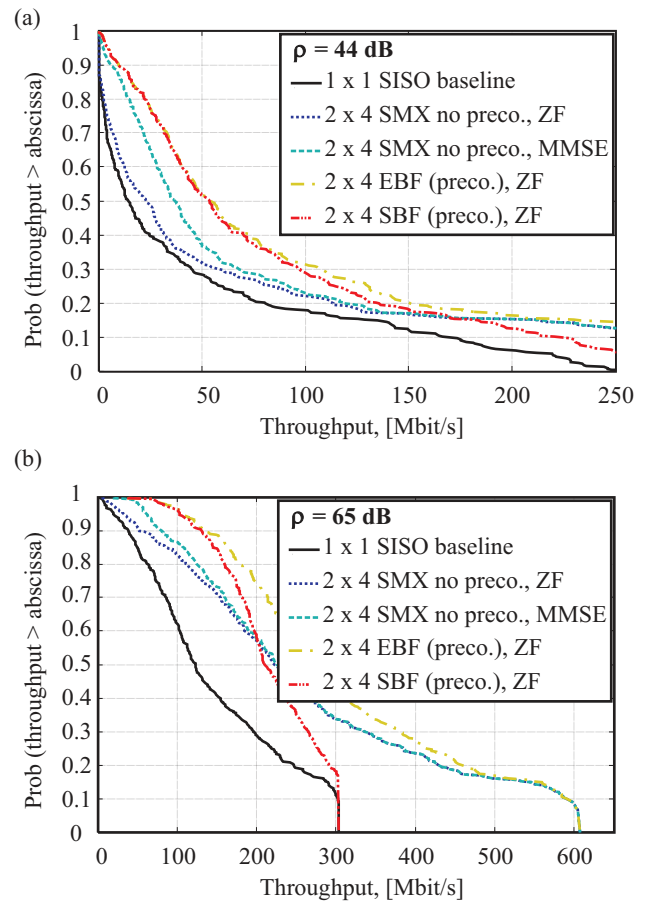 (a)
1
0.9
0.8
0.7
0.6
0.5
0.4
0.3
0.2
0.1
0
Prob (throughput > abscissa)
ρ = 44 dB
1 x 1 SISO baseline
2 x 4 SMX no preco., ZF
2 x 4 SMX no preco., MMSE
2 x 4 EBF (preco.), ZF
2 x 4 SBF (preco.), ZF
0 50 100 150 200 250
Throughput, [Mbit/s]
(b)
1
0.9
0.8
0.7
0.6
0.5
0.4
0.3
0.2
0.1
0
Prob (throughput > abscissa)
ρ = 65 dB
1 x 1 SISO baseline
2 x 4 SMX no preco., ZF
2 x 4 SMX no preco., MMSE
2 x 4 EBF (preco.), ZF
2 x 4 SBF (preco.), ZF
0 100 200 300 400 500 600
Throughput, [Mbit/s]